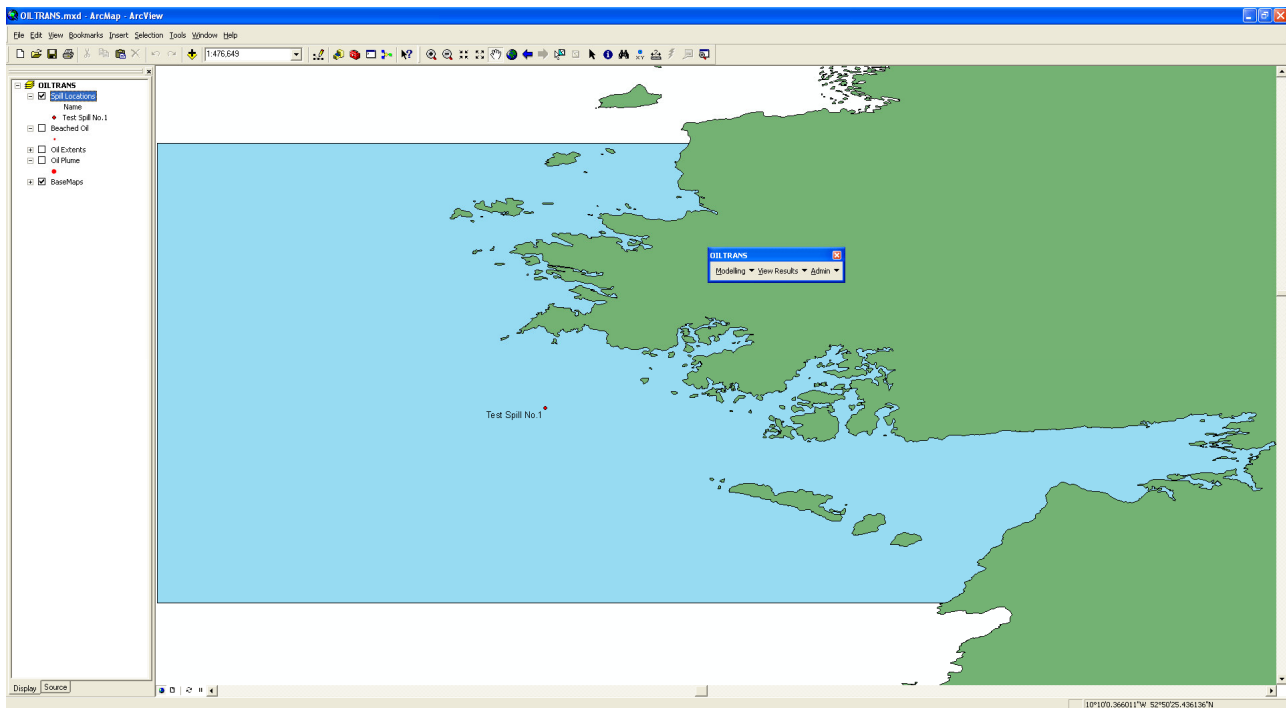 OILTRANS.mxd - ArcMap - ArcView
File Edit View Bookmarks Insert Selection Tools Window Help
1:476,649
OILTRANS
Spill Locations
Name
Test Spill No.1
Beached Oil
Oil Extents
Oil Plume
BaseMaps
OILTRANS
Modelling View Results Admin
Test Spill No.1
Display Source
10°10'0.366011"W 52°50'25.436136"N